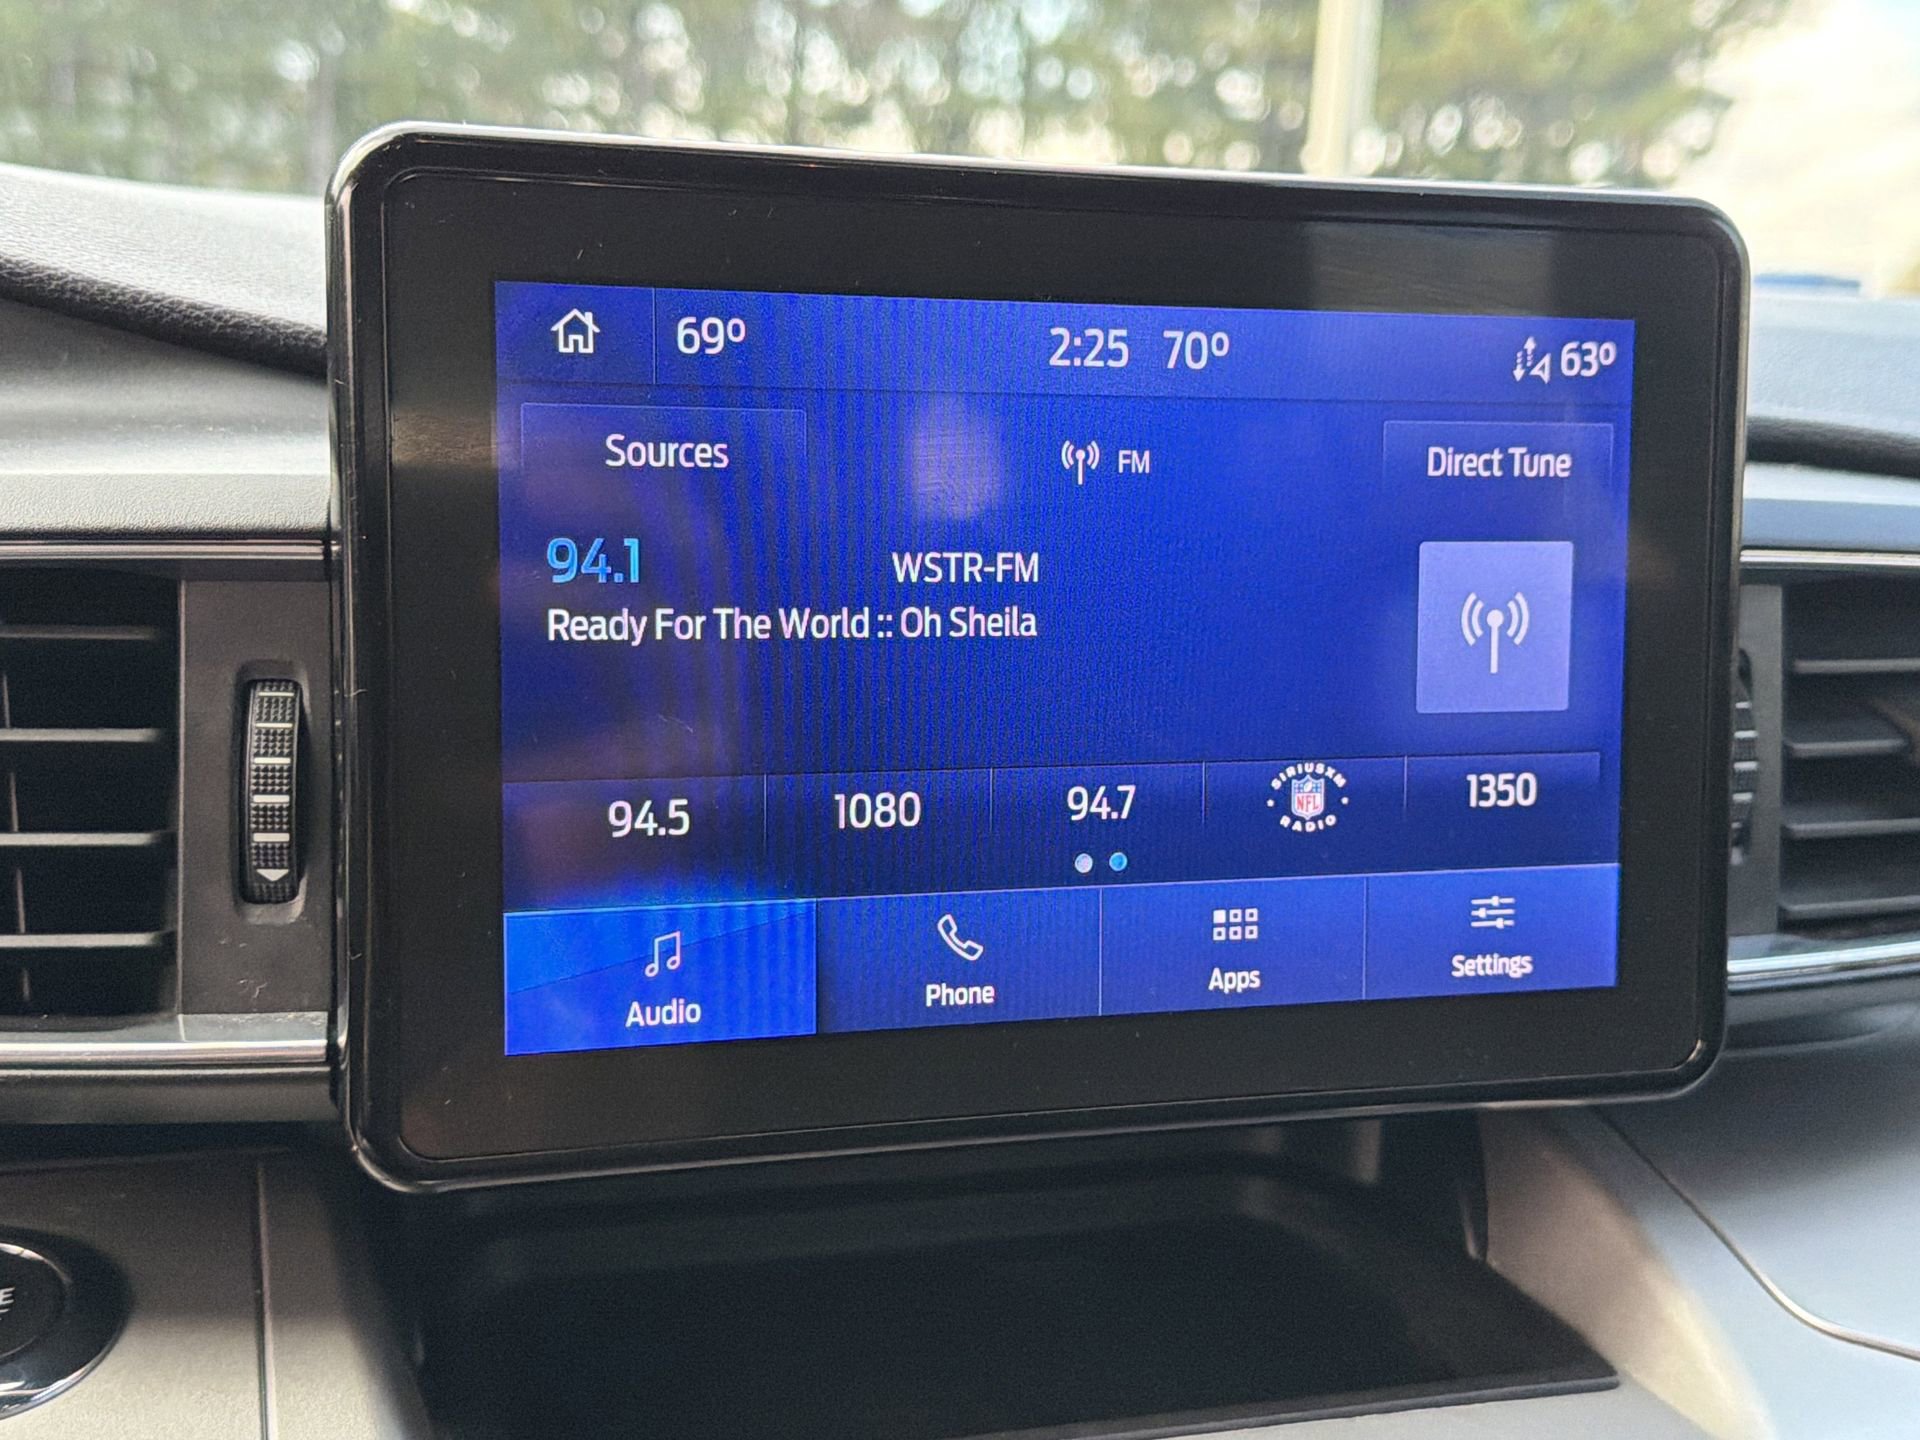 69º
2:25 70º
63º
Sources
FM
Direct Tune
94.1
WSTR-FM
Ready For The World :: Oh Sheila
94.5
1080
94.7
SIRIUSXM
NFL
RADIO
1350
Audio
Phone
Apps
Settings